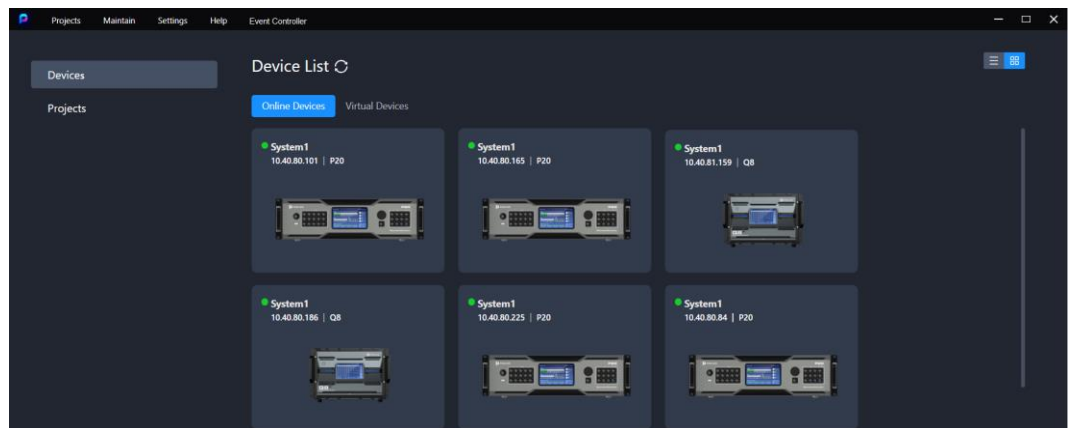 Projects Maintain Settings Help Event Controller
Devices
Projects
Device List
Online Devices Virtual Devices
System1
10.40.80.101 | P20
System1
10.40.80.165 | P20
System1
10.40.81.159 | Q8
System1
10.40.80.186 | Q8
System1
10.40.80.225 | P20
System1
10.40.80.84 | P20